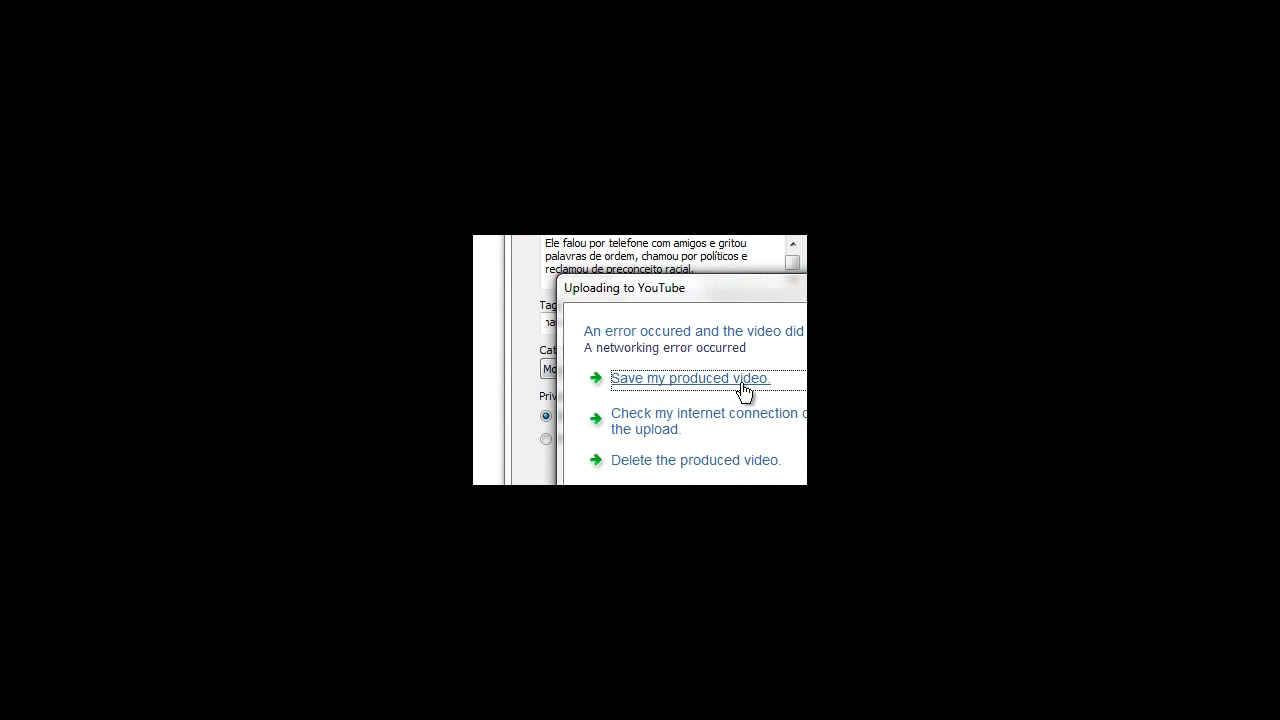 Ele falou por telefone com amigos e gritou
palavras de ordem, chamou por políticos e
reclamou de preconceito racial.
Uploading to YouTube
Tag
An error occured and the video did
A networking error occurred
Cat
Save my produced video.
Mo
Priv
Check my internet connection
the upload.
Delete the produced video.